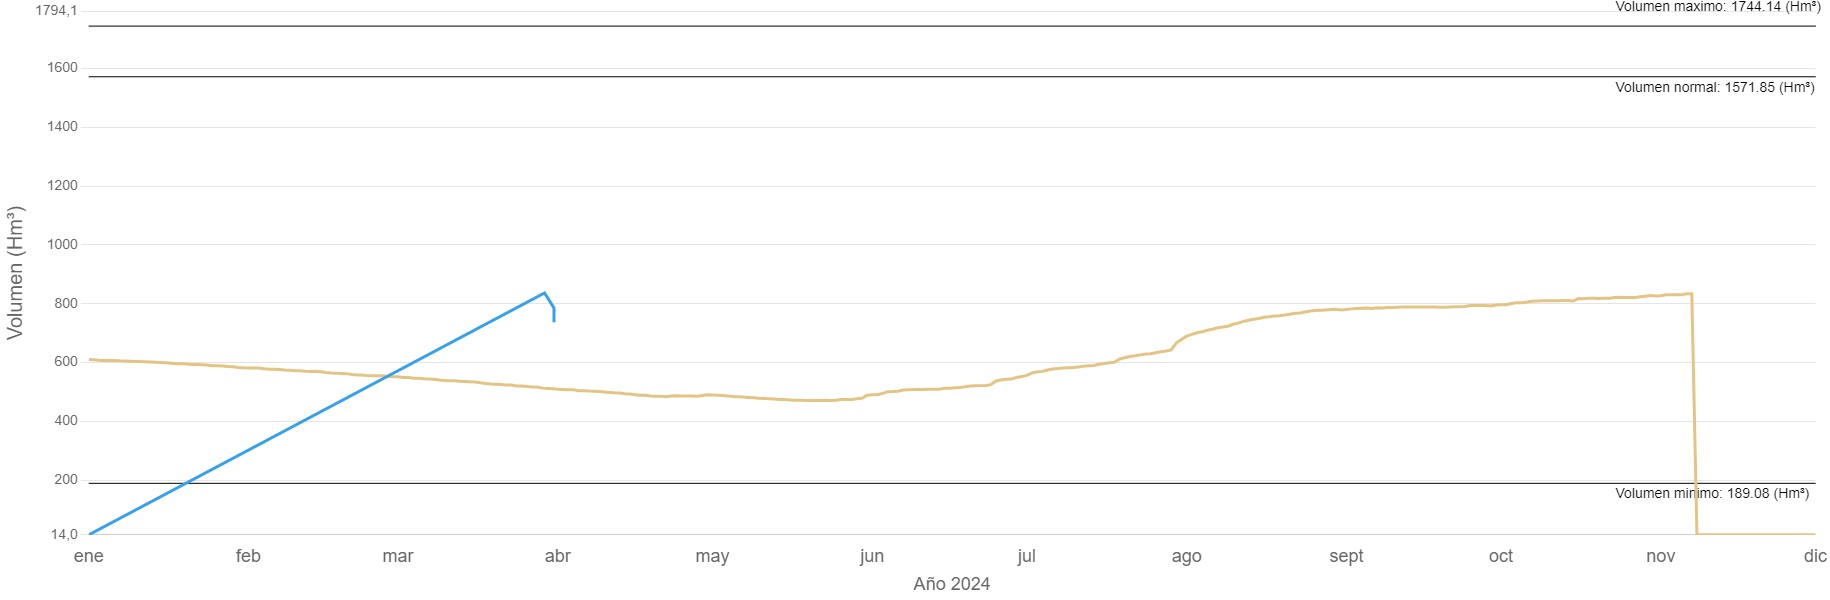 1794,1
Volumen maximo: 1744.14 (Hm³)
1600
Volumen normal: 1571.85 (Hm³)
1400
1200
1000
Volumen (Hm³)
800
600
400
200
Volumen minimo: 189.08 (Hm³)
14,0
ene feb mar abr may jun jul ago sept oct nov dic
Año 2024